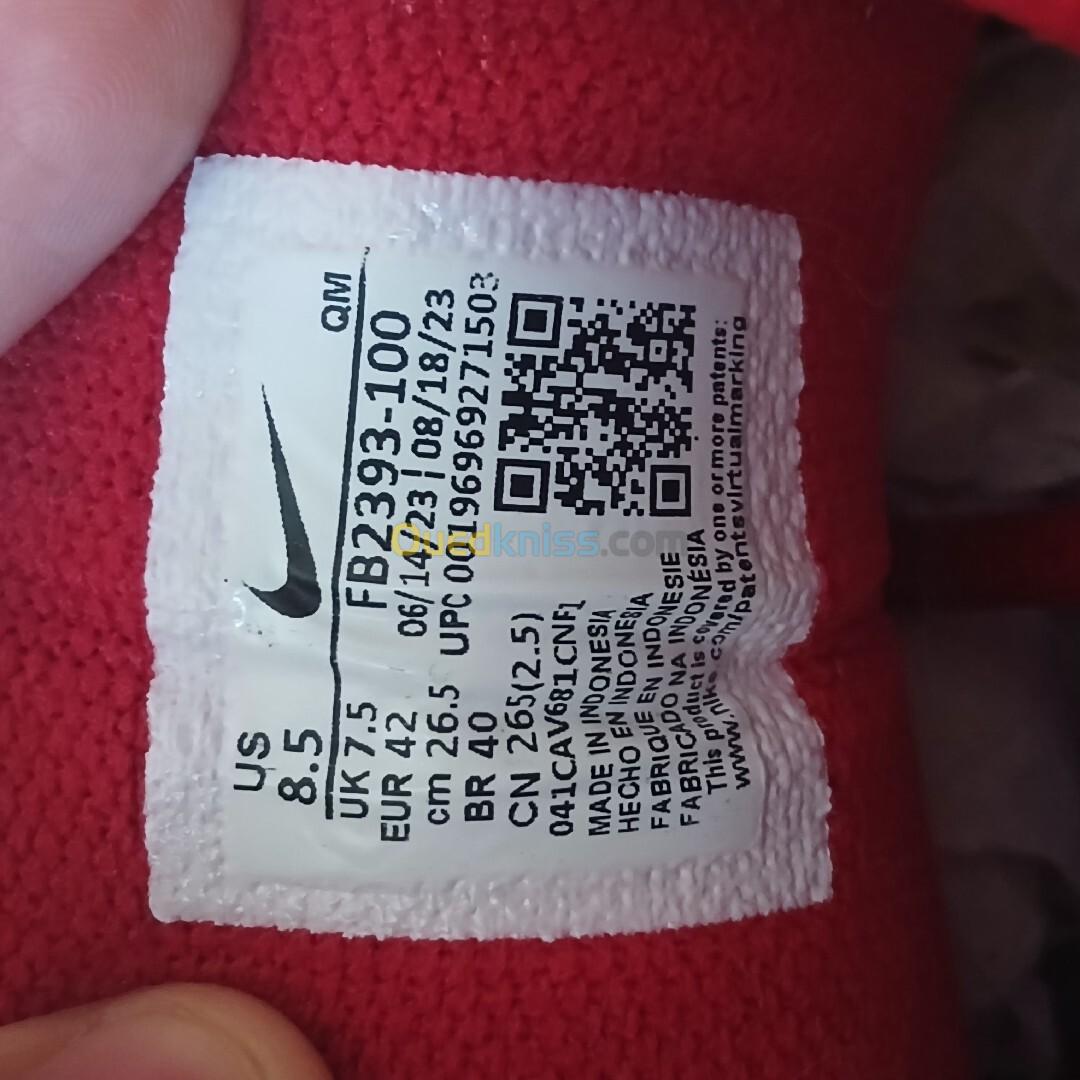 US
8.5
QM
UK 7.5
FB2393-100
EUR 42
06/14/23 | 08/18/23
cm 26.5
UPC 00196969271503
BR 40
CN 265(2.5)
041CAV681CNF1
MADE IN INDONESIA
HECHO EN INDONESIA
FABRIQUE EN INDONESIE
FABRICADO NA INDONÉSIA
This product is covered by one or more patents:
www.nike.com/patentsvirtualmarking
Ouedkniss.com